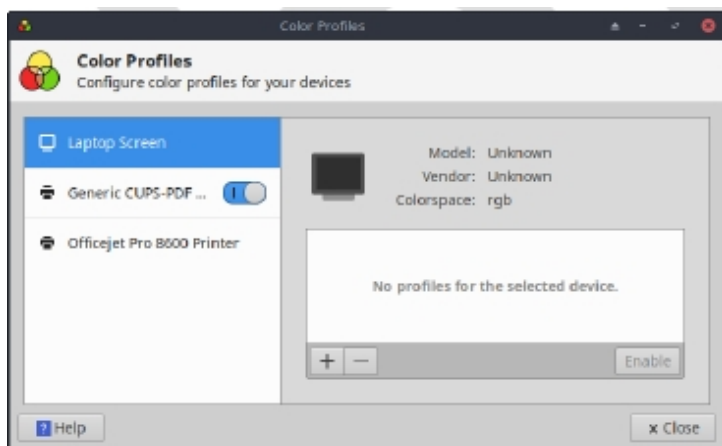 Color Profiles
Color Profiles
Configure color profiles for your devices
Laptop Screen
Generic CUPS-PDF ...
Officejet Pro 8600 Printer
Model: Unknown
Vendor: Unknown
Colorspace: rgb
No profiles for the selected device.
+ −
Enable
? Help
x Close